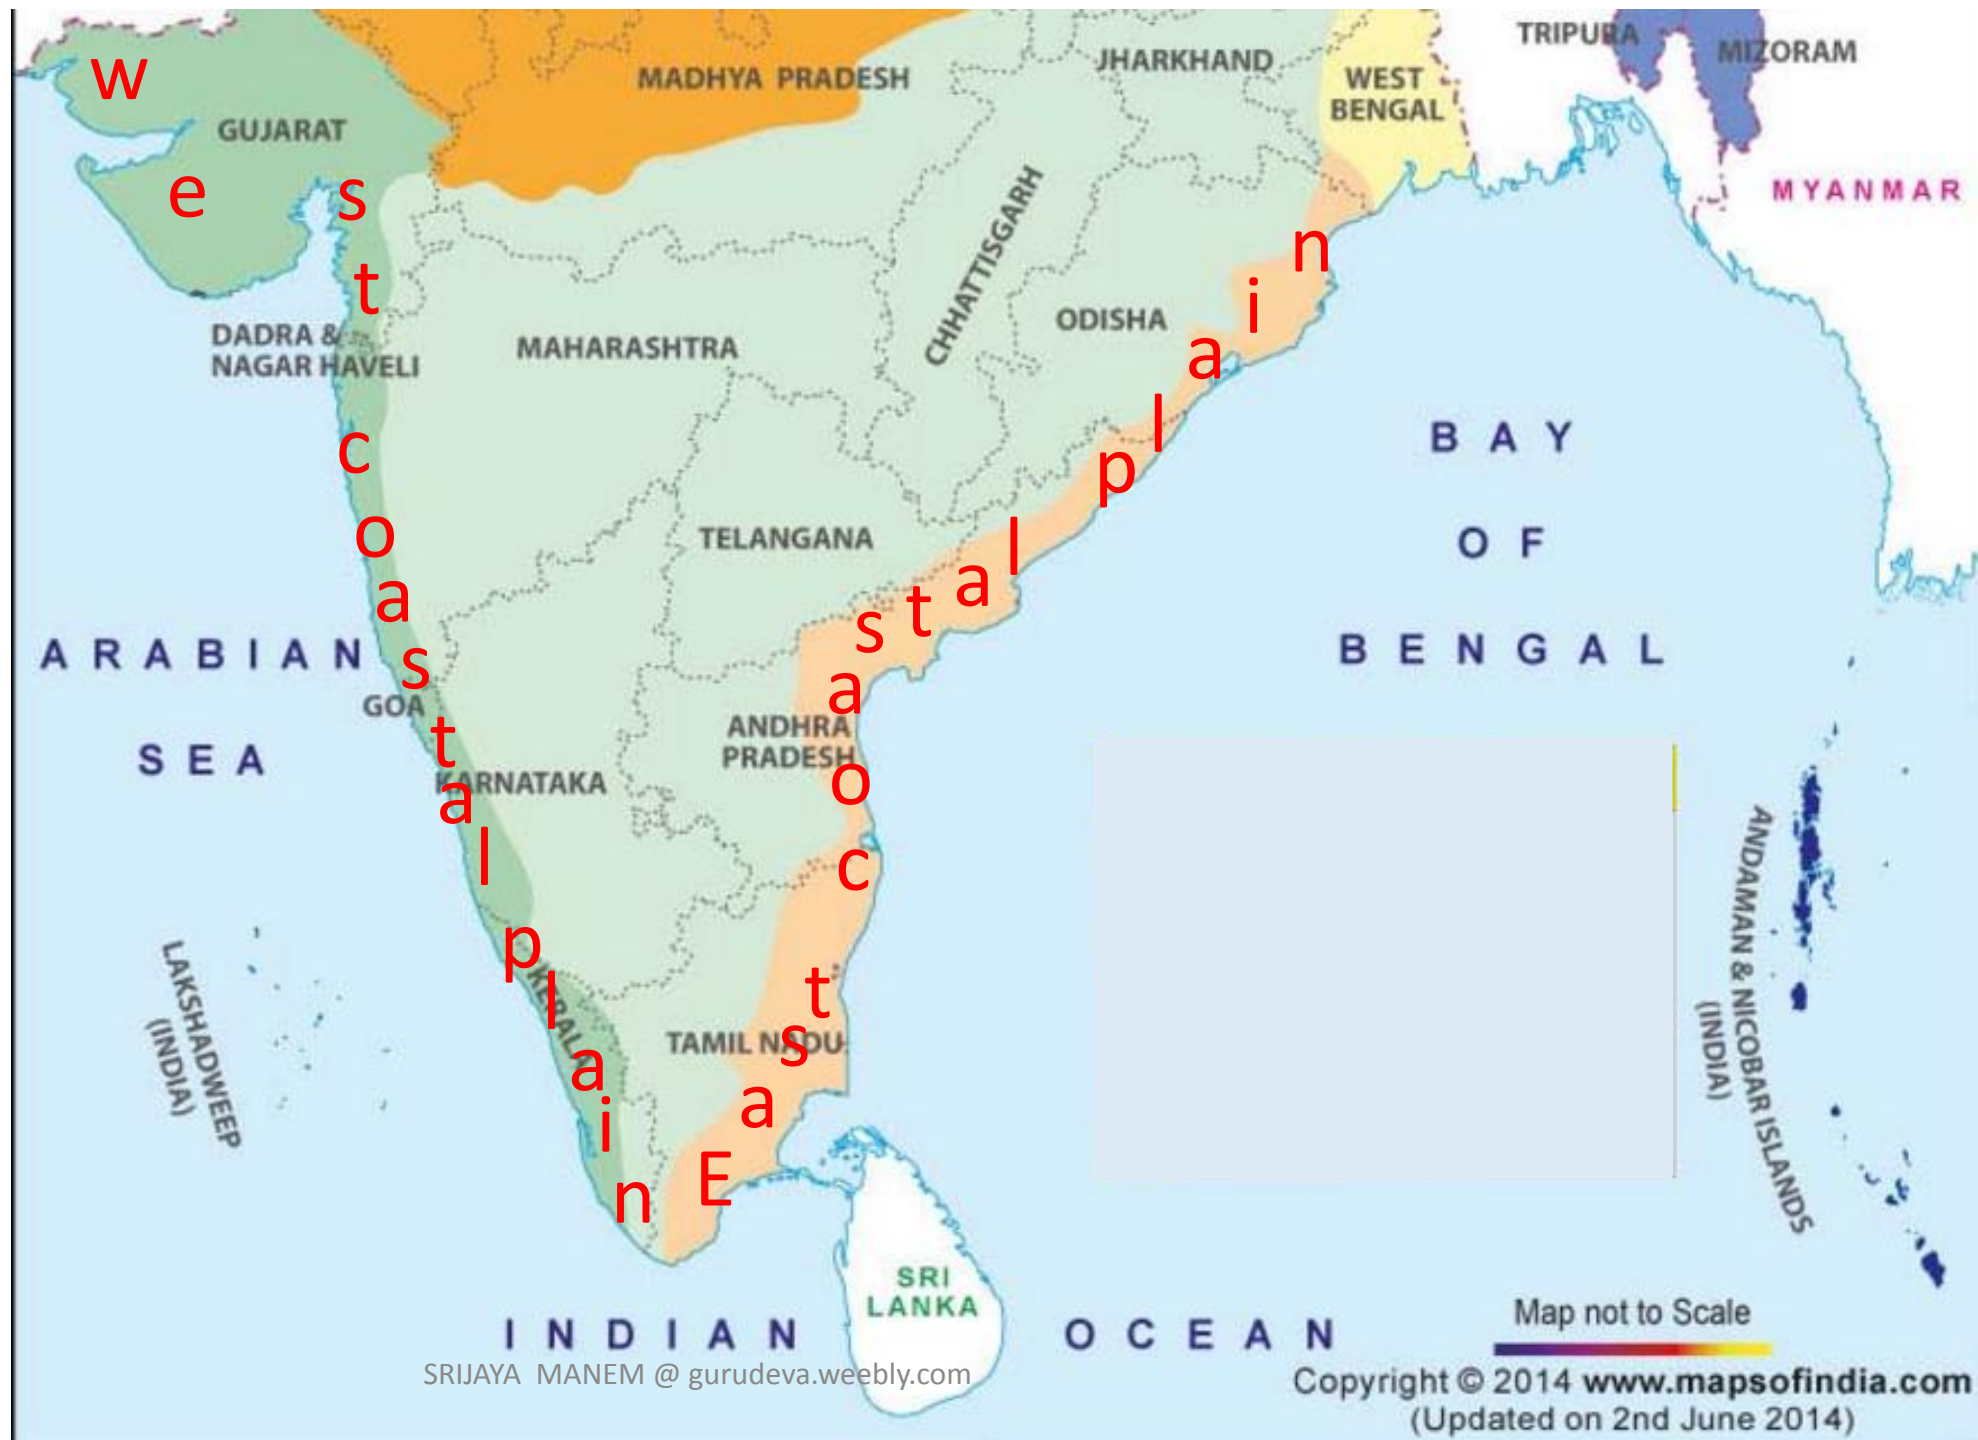 TRIPURA
MIZORAM
JHARKHAND
MADHYA PRADESH
WEST
BENGAL
GUJARAT
MYANMAR
CHHATTISGARH
ODISHA
DADRA &
NAGAR HAVELI
MAHARASHTRA
west coastal plain
East coastal plain
BAY
OF
BENGAL
TELANGANA
ARABIAN
SEA
GOA
ANDHRA
PRADESH
KARNATAKA
LAKSHADWEEP
(INDIA)
KERALA
TAMIL NADU
ANDAMAN & NICOBAR ISLANDS
(INDIA)
SRI
LANKA
INDIAN OCEAN
Map not to Scale
SRIJAYA MANEM @ gurudeva.weebly.com
Copyright © 2014 www.mapsofindia.com
(Updated on 2nd June 2014)